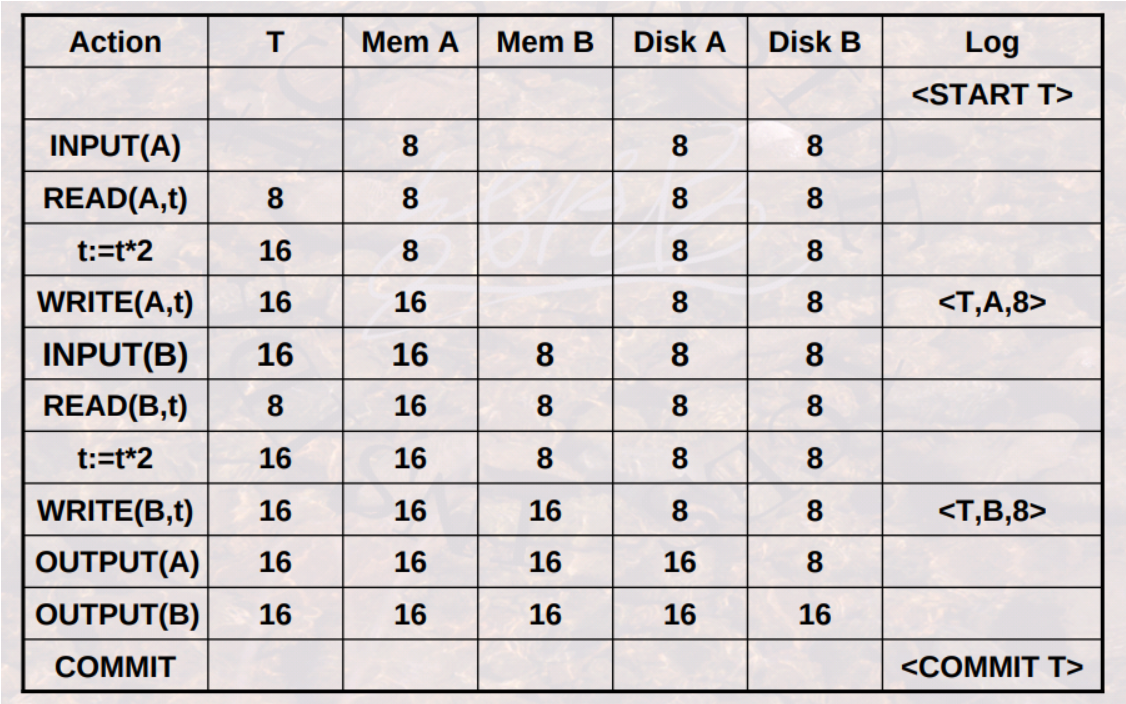 Action T Mem A Mem B Disk A Disk B Log
<START T>
INPUT(A) 8 8 8
READ(A,t) 8 8 8 8
t:=t*2 16 8 8 8
WRITE(A,t) 16 16 8 8 <T,A,8>
INPUT(B) 16 16 8 8 8
READ(B,t) 8 16 8 8 8
t:=t*2 16 16 8 8 8
WRITE(B,t) 16 16 16 8 8 <T,B,8>
OUTPUT(A) 16 16 16 16 8
OUTPUT(B) 16 16 16 16 16
COMMIT <COMMIT T>